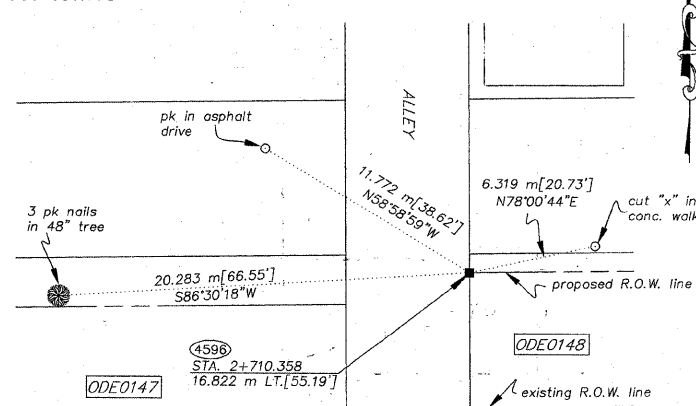 pk in asphalt
drive
ALLEY
11.772 m[38.62']
N58°58'59"W
6.319 m[20.73']
N78°00'44"E
cut "x" in
conc. walk
3 pk nails
in 48" tree
20.283 m[66.55']
S86°30'18"W
proposed R.O.W. line
4596
STA. 2+710.358
16.822 m LT.[55.19']
ODE0148
ODE0147
existing R.O.W. line